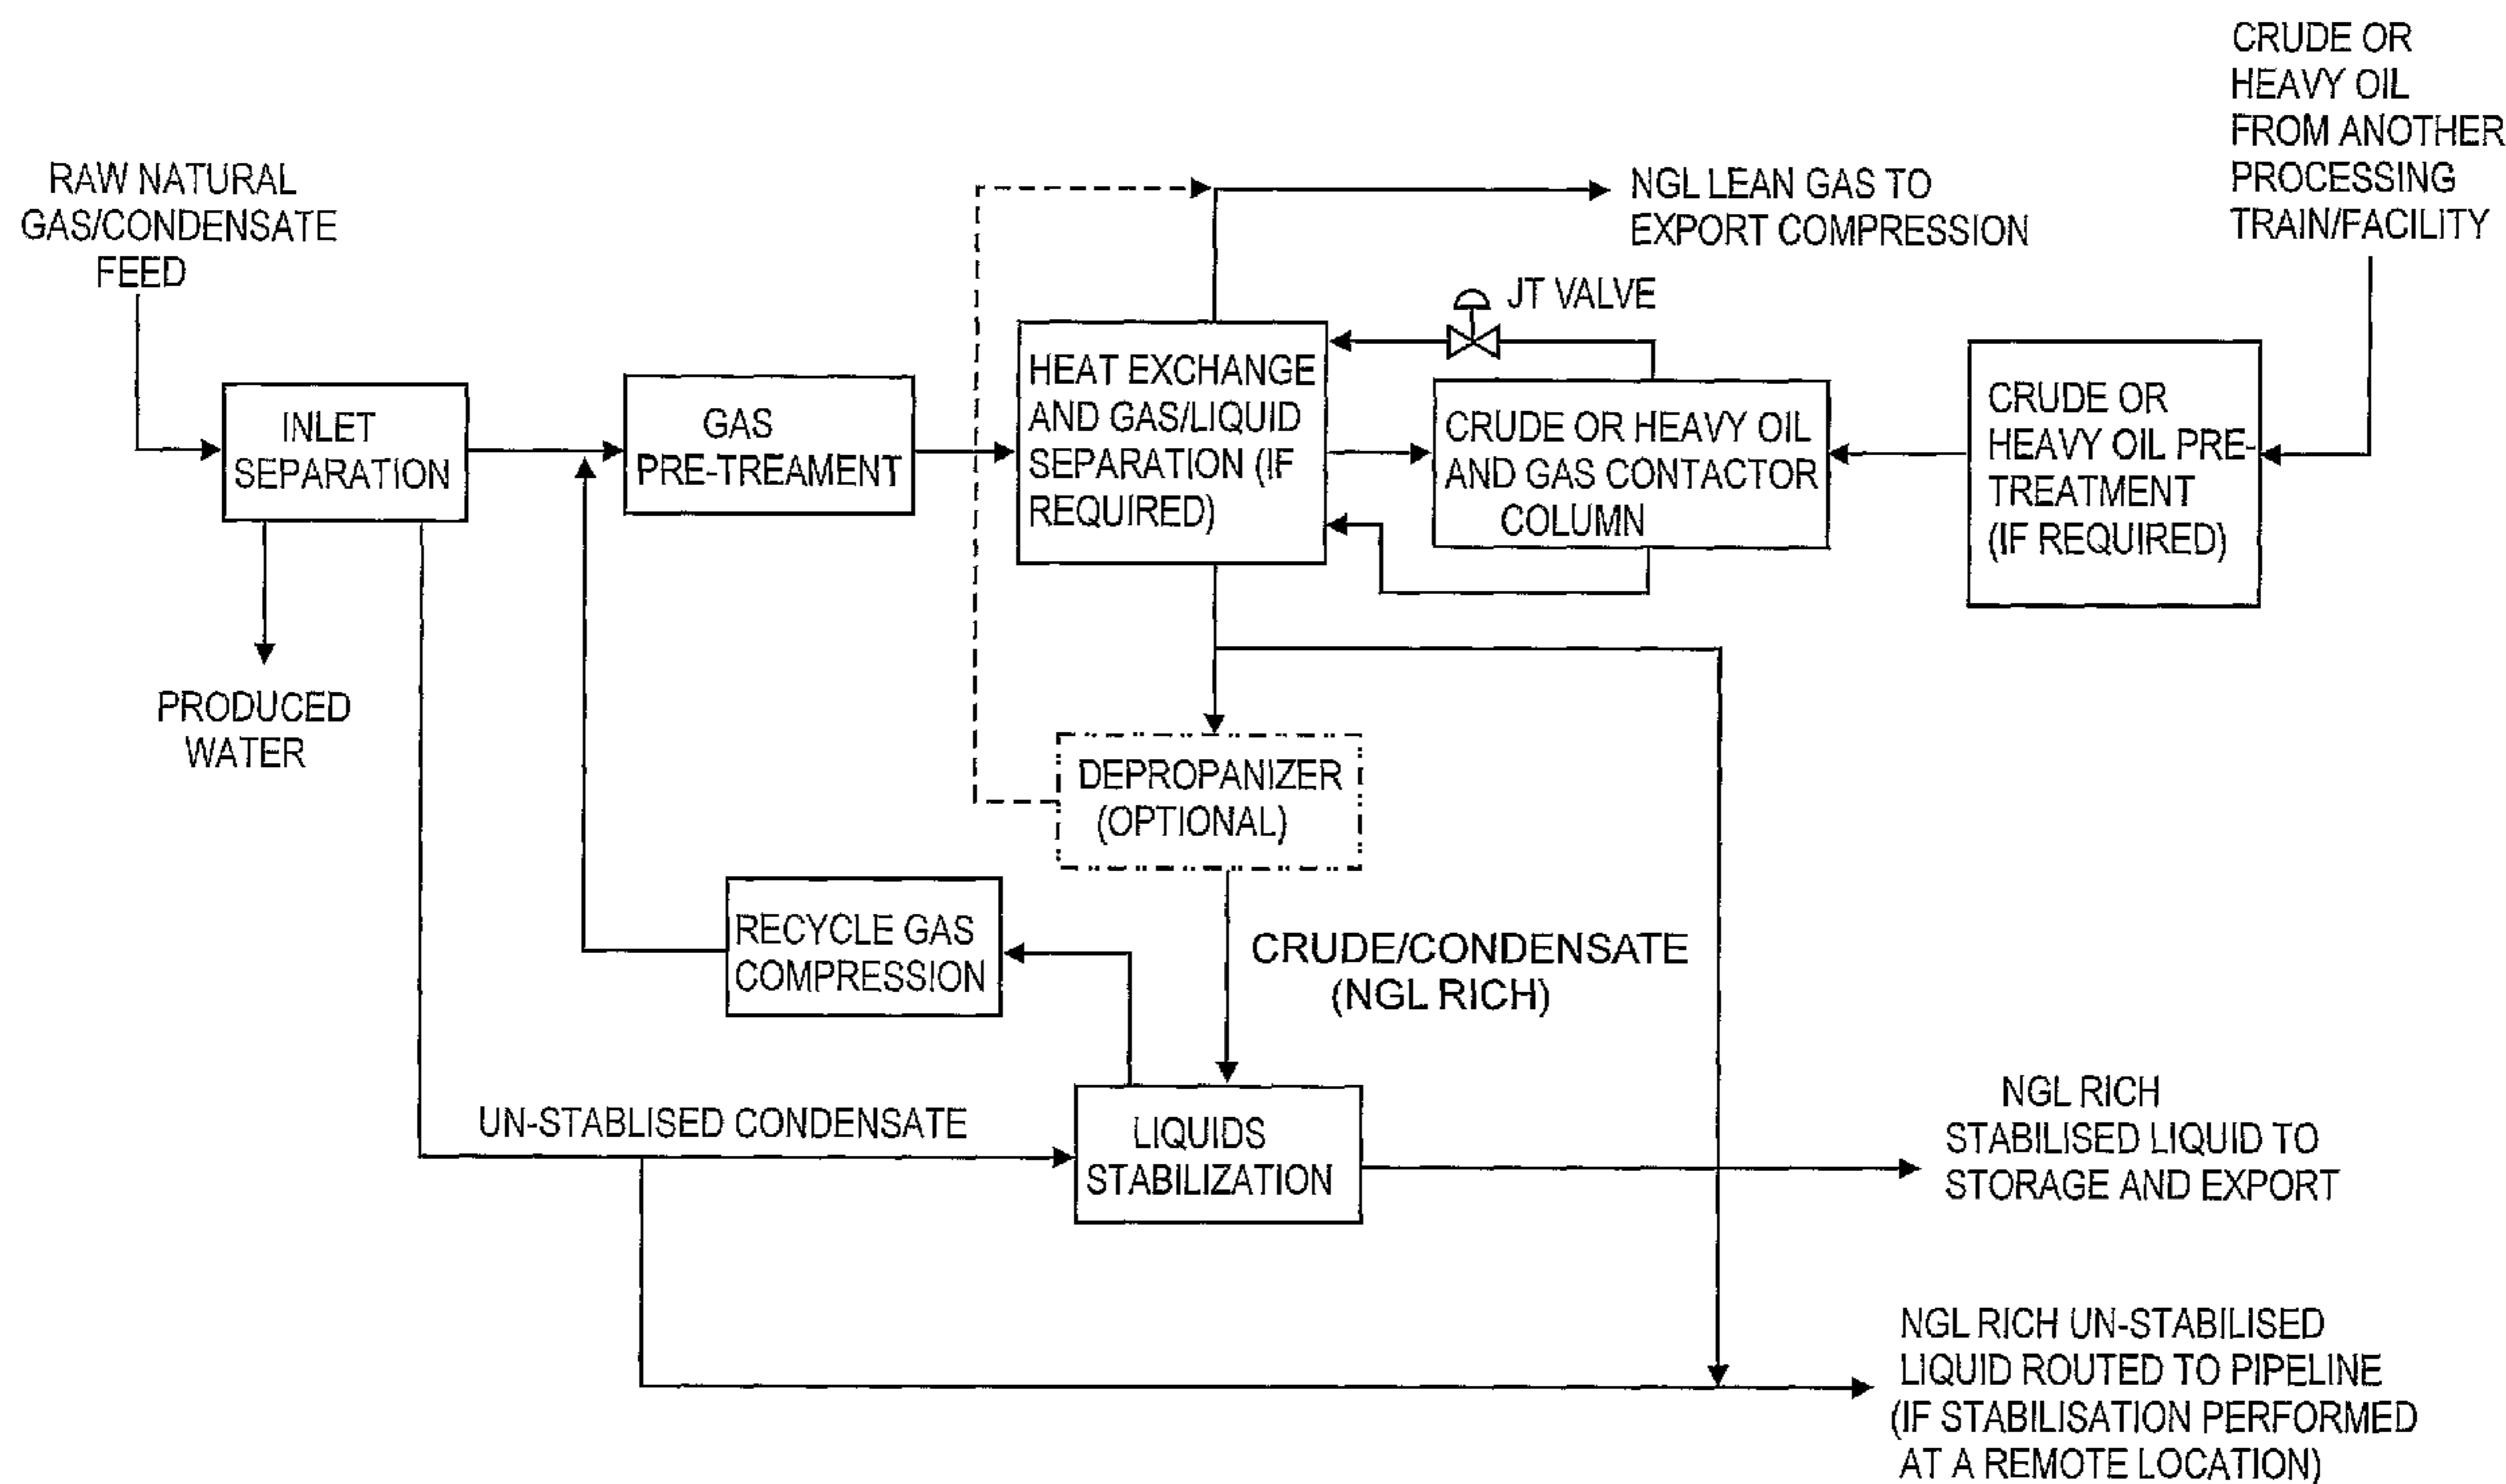 CRUDE OR
HEAVY OIL
FROM ANOTHER
PROCESSING
TRAIN/FACILITY
RAW NATURAL
GAS/CONDENSATE
FEED
NGL LEAN GAS TO
EXPORT COMPRESSION
JT VALVE
INLET
SEPARATION
GAS
PRE-TREAMENT
HEAT EXCHANGE
AND GAS/LIQUID
SEPARATION (IF
REQUIRED)
CRUDE OR HEAVY OIL
AND GAS CONTACTOR
COLUMN
CRUDE OR
HEAVY OIL PRE-
TREATMENT
(IF REQUIRED)
PRODUCED
WATER
DEPROPANIZER
(OPTIONAL)
RECYCLE GAS
COMPRESSION
CRUDE/CONDENSATE
(NGL RICH)
UN-STABLISED CONDENSATE
LIQUIDS
STABILIZATION
NGL RICH
STABILISED LIQUID TO
STORAGE AND EXPORT
NGL RICH UN-STABILISED
LIQUID ROUTED TO PIPELINE
(IF STABILISATION PERFORMED
AT A REMOTE LOCATION)